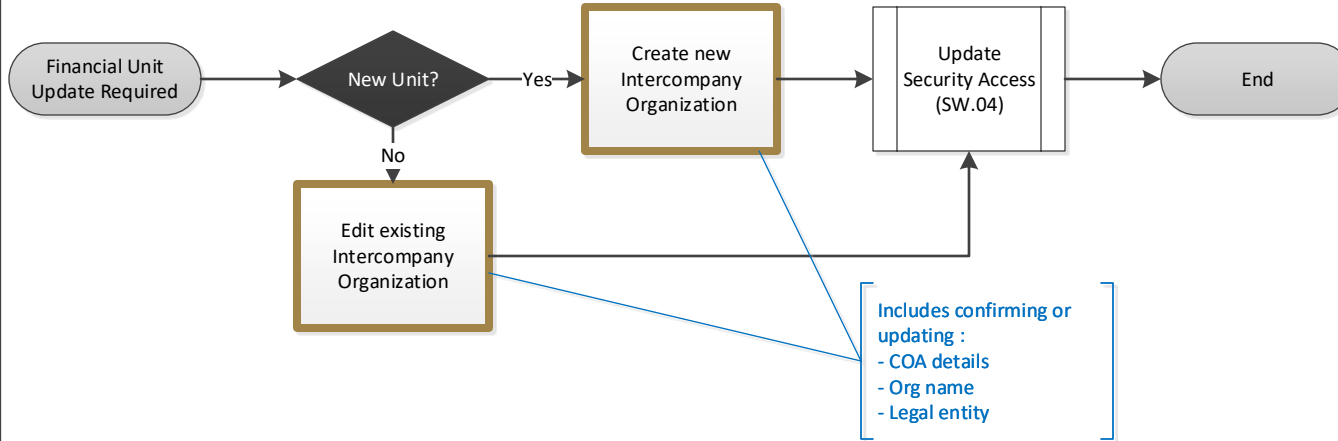 Financial Unit
Update Required
New Unit?
Yes
Create new
Intercompany
Organization
Update
Security Access
(SW.04)
End
No
Edit existing
Intercompany
Organization
Includes confirming or
updating :
- COA details
- Org name
- Legal entity